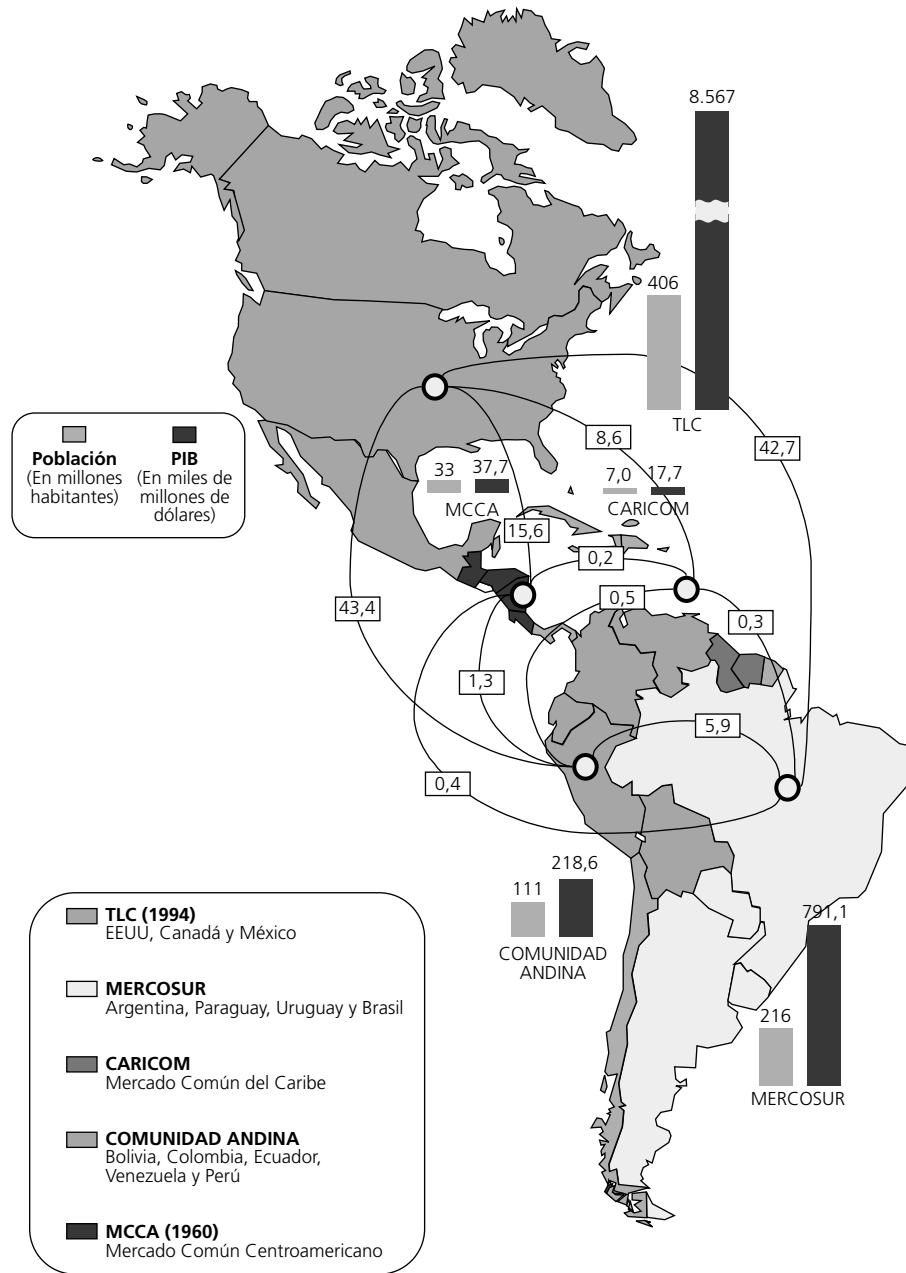 8.567
406
TLC
8,6
42,7
Población
(En millones
habitantes)
PIB
(En miles de
millones de
dólares)
33
37,7
MCCA
7,0
17,7
CARICOM
15,6
0,2
43,4
0,5
0,3
1,3
5,9
0,4
111
218,6
COMUNIDAD
ANDINA
791,1
216
MERCOSUR
TLC (1994)
EEUU, Canadá y México
MERCOSUR
Argentina, Paraguay, Uruguay y Brasil
CARICOM
Mercado Común del Caribe
COMUNIDAD ANDINA
Bolivia, Colombia, Ecuador,
Venezuela y Perú
MCCA (1960)
Mercado Común Centroamericano